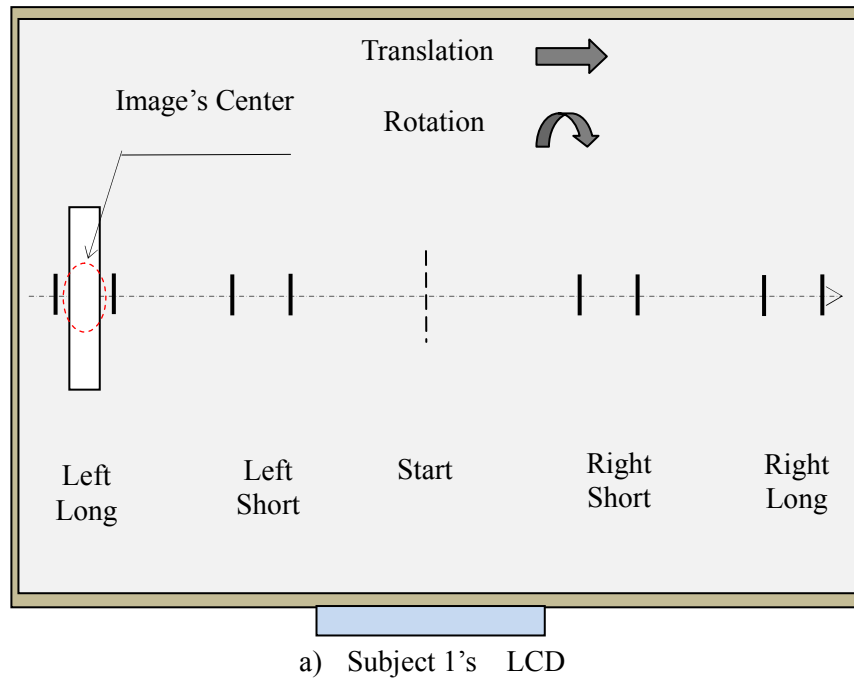 Translation
Image’s Center
Rotation
Left
Long
Left
Short
Start
Right
Short
Right
Long
a) Subject 1’s LCD